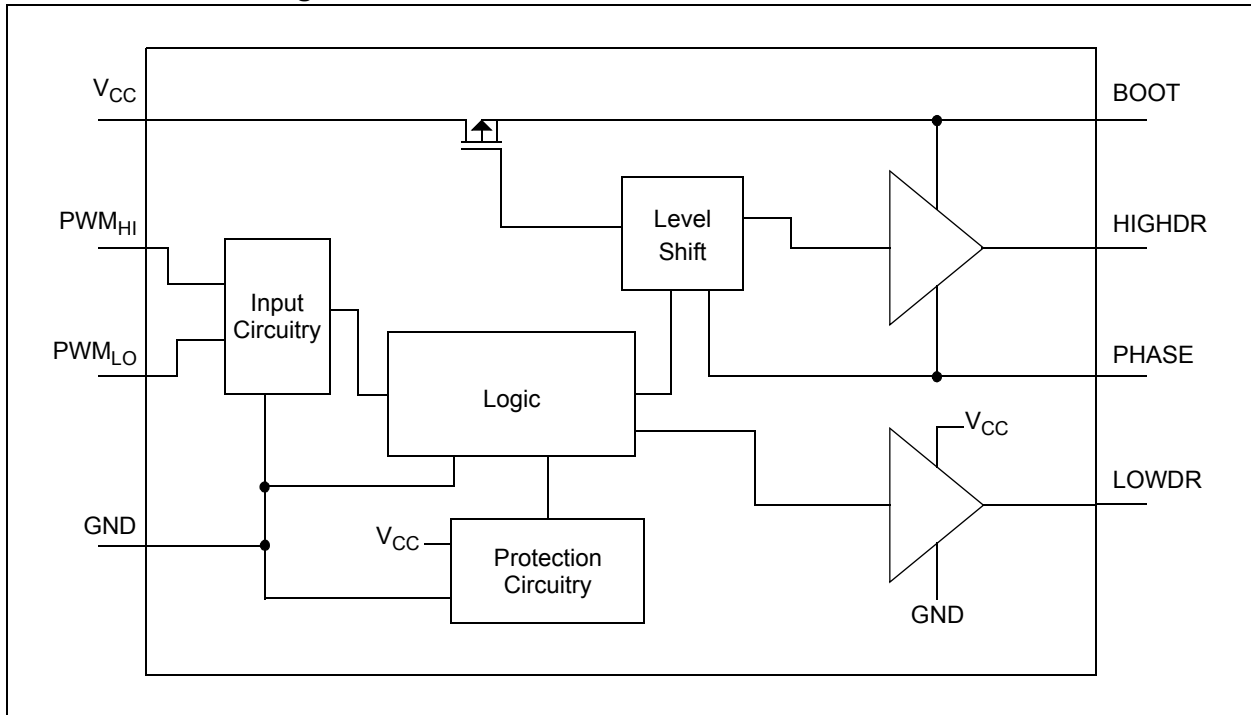 V_CC
BOOT
PWM_HI
Level
Shift
HIGHDR
Input
Circuitry
PWM_LO
PHASE
Logic
V_CC
LOWDR
GND
V_CC
Protection
Circuitry
GND